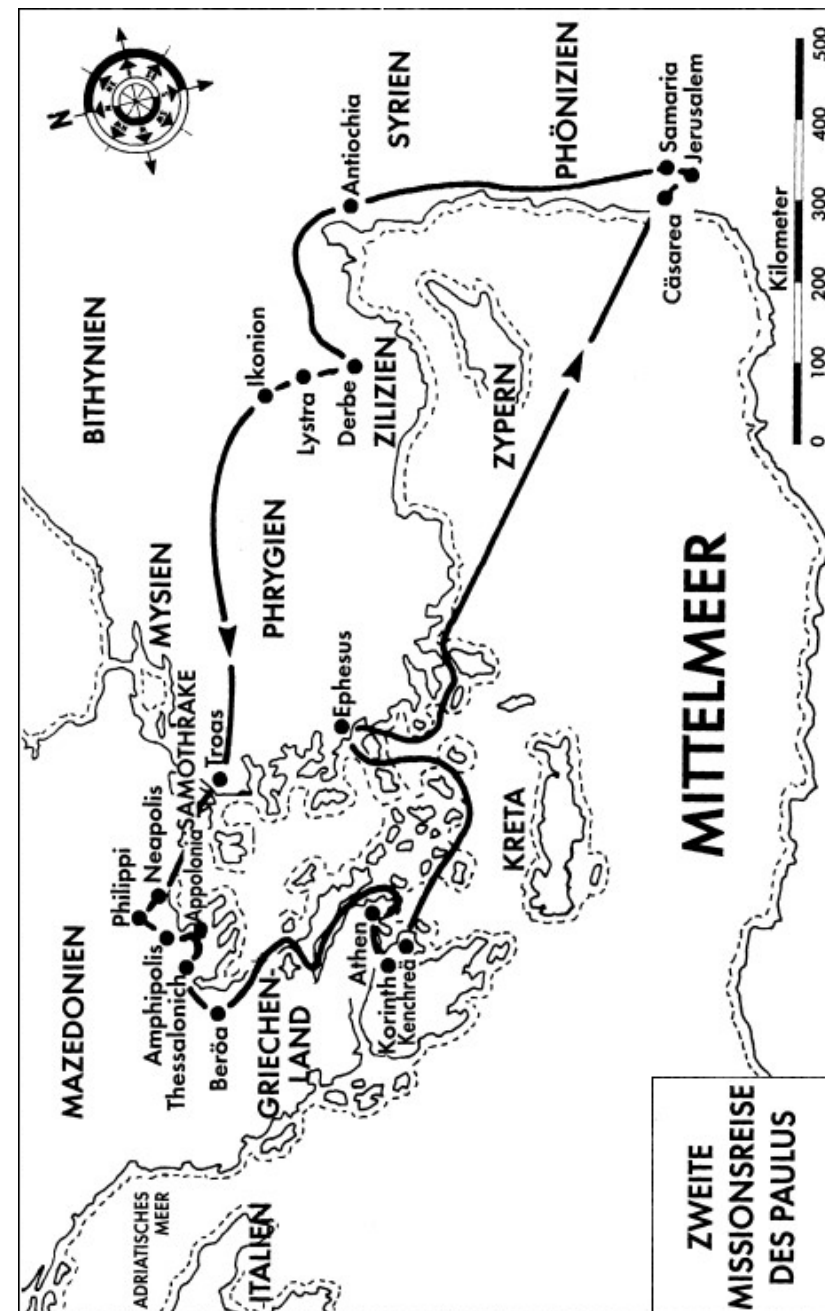 N
BITHYNIEN
SYRIEN
PHÖNIZIEN
Antiochia
Samaria
Jerusalem
Cäsarea
Ikonion
Lystra
Derbe
ZILIZIEN
ZYPERN
Kilometer
0 100 200 300 400 500
MYSIEN
PHRYGIEN
SAMOTHRAKE
Troas
Ephesus
MAZEDONIEN
Philippi
Neapolis
Amphipolis
Appolonia
Thessalonich
Beröa
GRIECHEN-
LAND
Athen
Korinth
Kenchreä
KRETA
MITTELMEER
ADRIATISCHES
MEER
ITALIEN
ZWEITE
MISSIONSREISE
DES PAULUS